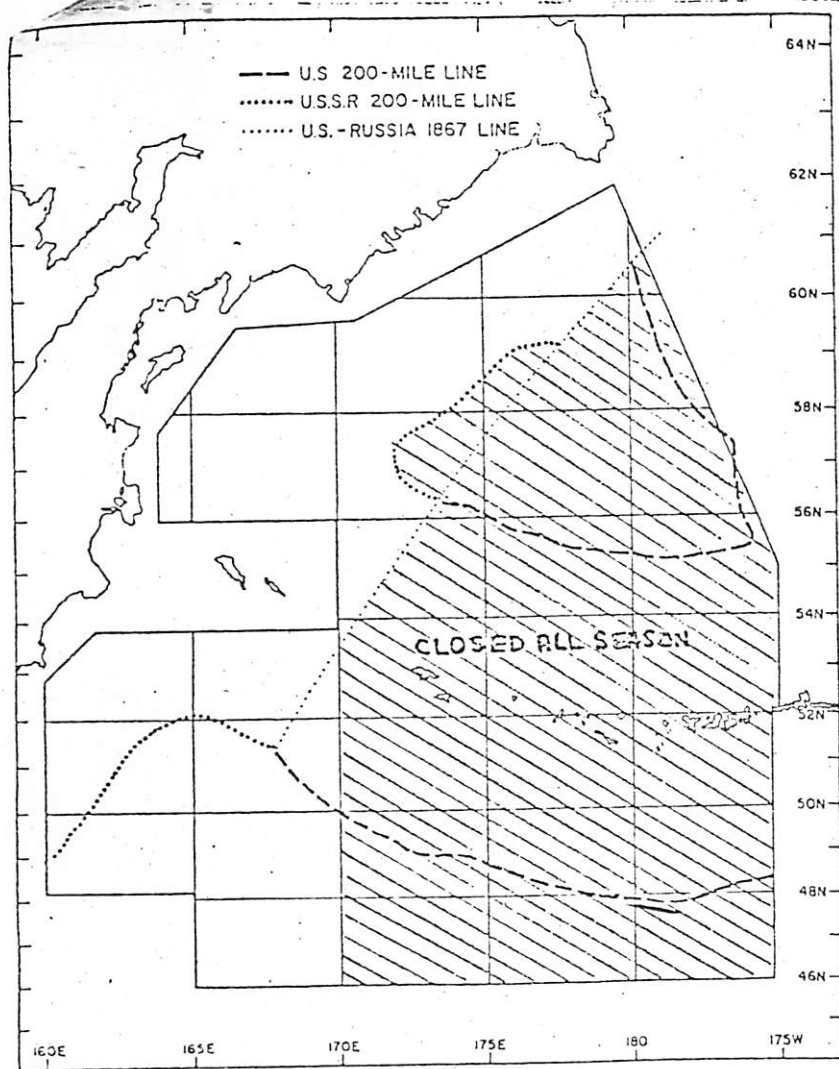 U.S 200-MILE LINE
U.S.S.R 200-MILE LINE
U.S.-RUSSIA 1867 LINE
64N
62N
60N
58N
56N
54N
CLOSED ALL SEASON
52N
50N
48N
46N
160E 165E 170E 175E 180 175W